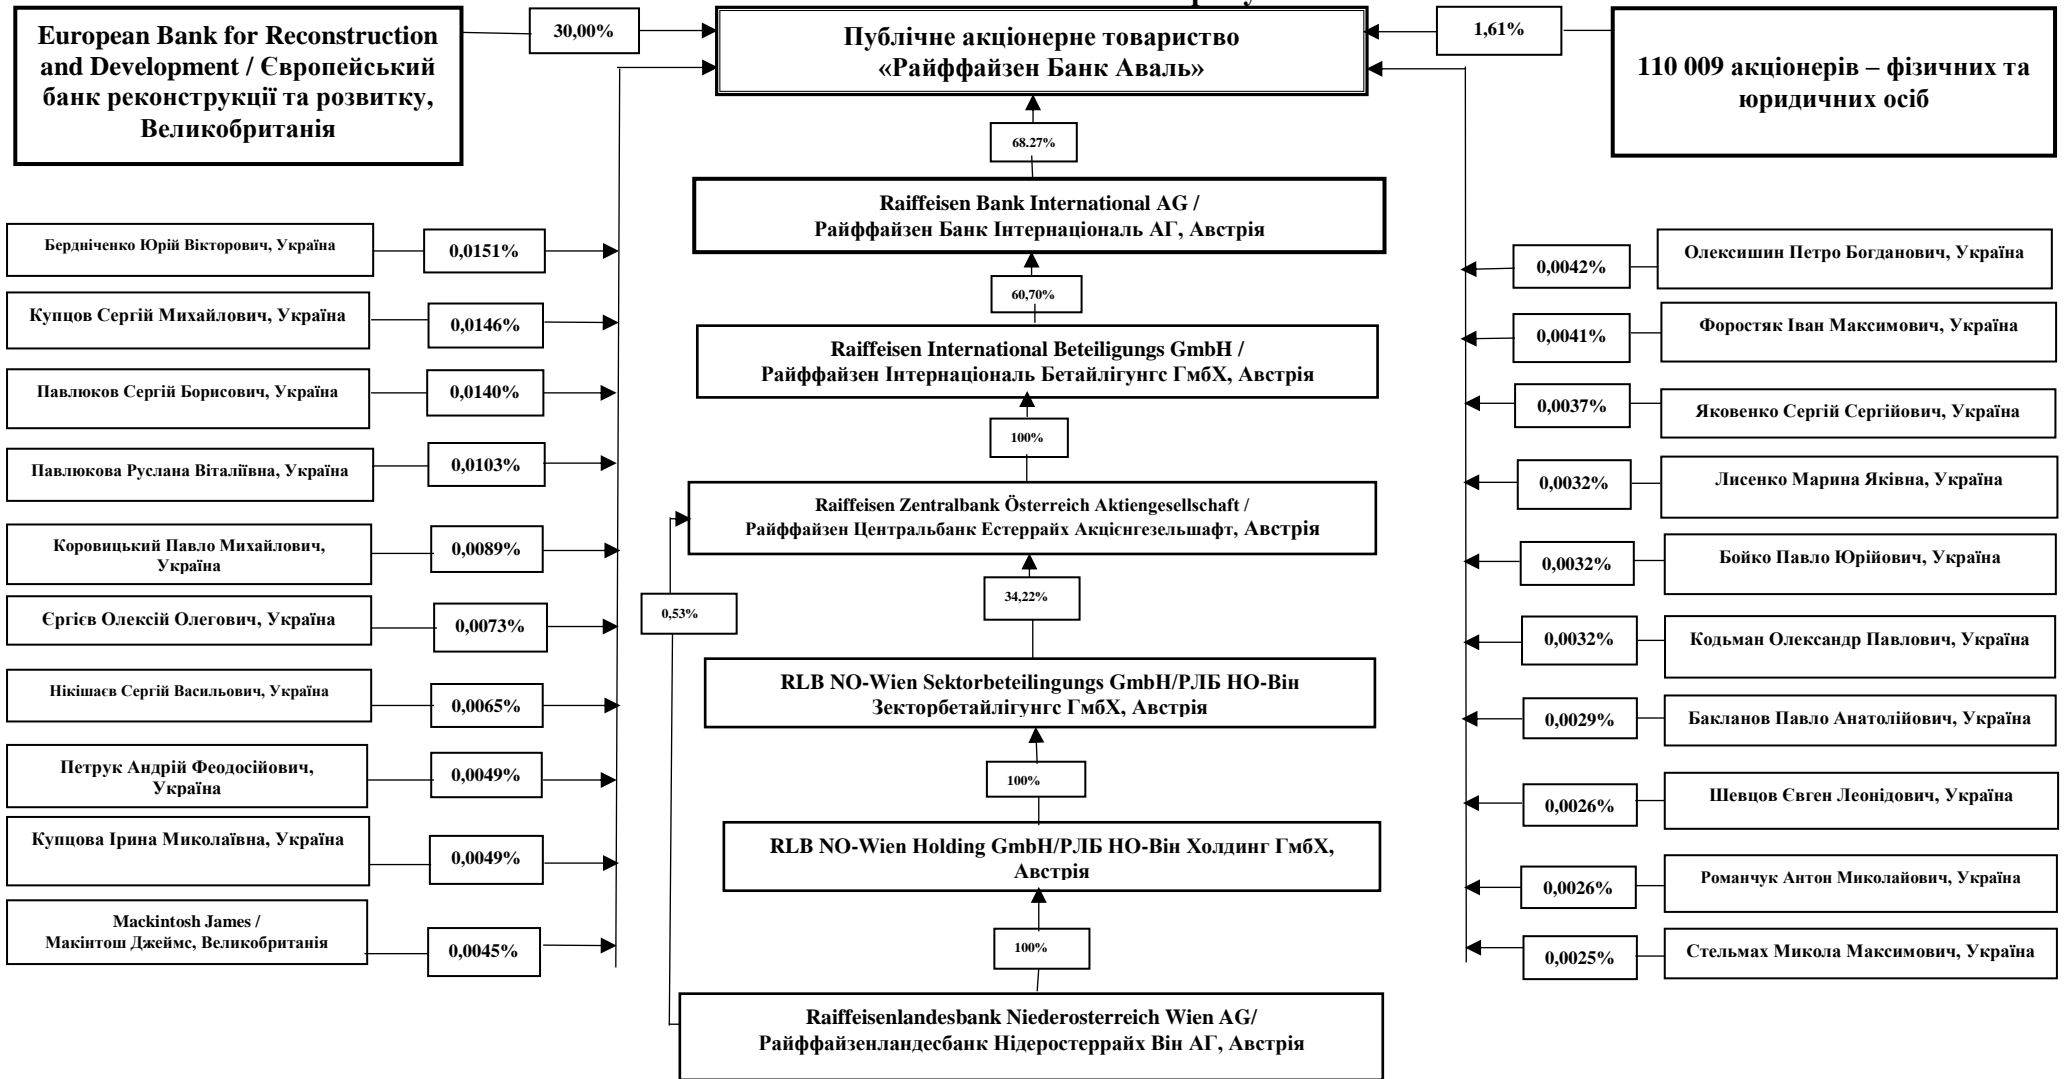 European Bank for Reconstruction
and Development / Європейський
банк реконструкції та розвитку,
Великобританія
30,00%
Публічне акціонерне товариство
«Райффайзен Банк Аваль»
1,61%
110 009 акціонерів – фізичних та
юридичних осіб
68.27%
Raiffeisen Bank International AG /
Райффайзен Банк Інтернаціональ АГ, Австрія
60,70%
Raiffeisen International Beteiligungs GmbH /
Райффайзен Інтернаціональ Бетайлігунгс ГмбХ, Австрія
100%
Raiffeisen Zentralbank Österreich Aktiengesellschaft /
Райффайзен Центральбанк Естеррайх Акцієнгезельшафт, Австрія
0,53%
34,22%
RLB NO-Wien Sektorbeteilingungs GmbH/РЛБ НО-Він
Зекторбетайлігунгс ГмбХ, Австрія
100%
RLB NO-Wien Holding GmbH/РЛБ НО-Він Холдинг ГмбХ,
Австрія
100%
Raiffeisenlandesbank Niederosterreich Wien AG/
Райффайзенландесбанк Нідеростеррайх Він АГ, Австрія
Бердніченко Юрій Вікторович, Україна
0,0151%
Купцов Сергій Михайлович, Україна
0,0146%
Павлюков Сергій Борисович, Україна
0,0140%
Павлюкова Руслана Віталіївна, Україна
0,0103%
Коровицький Павло Михайлович,
Україна
0,0089%
Єргієв Олексій Олегович, Україна
0,0073%
Нікішаєв Сергій Васильович, Україна
0,0065%
Петрук Андрій Феодосійович,
Україна
0,0049%
Купцова Ірина Миколаївна, Україна
0,0049%
Mackintosh James /
Макінтош Джеймс, Великобританія
0,0045%
0,0042%
Олексишин Петро Богданович, Україна
0,0041%
Форостяк Іван Максимович, Україна
0,0037%
Яковенко Сергій Сергійович, Україна
0,0032%
Лисенко Марина Яківна, Україна
0,0032%
Бойко Павло Юрійович, Україна
0,0032%
Кодьман Олександр Павлович, Україна
0,0029%
Бакланов Павло Анатолійович, Україна
0,0026%
Шевцов Євген Леонідович, Україна
0,0026%
Романчук Антон Миколайович, Україна
0,0025%
Стельмах Микола Максимович, Україна